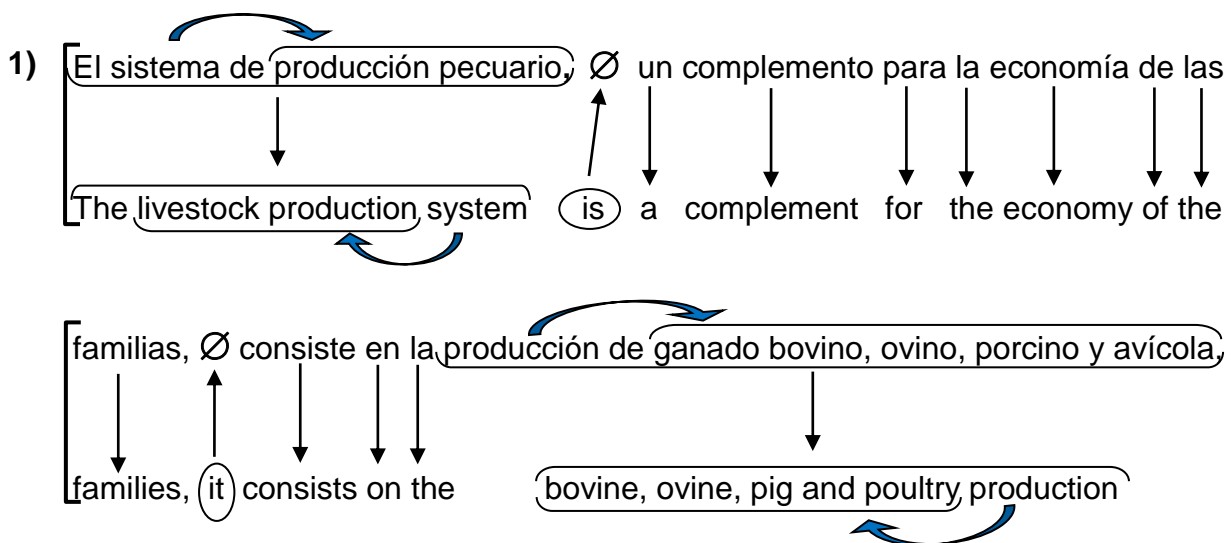 1) El sistema de producción pecuario, ∅ un complemento para la economía de las
The livestock production system is a complement for the economy of the
familias, ∅ consiste en la producción de ganado bovino, ovino, porcino y avícola,
families, it consists on the bovine, ovine, pig and poultry production